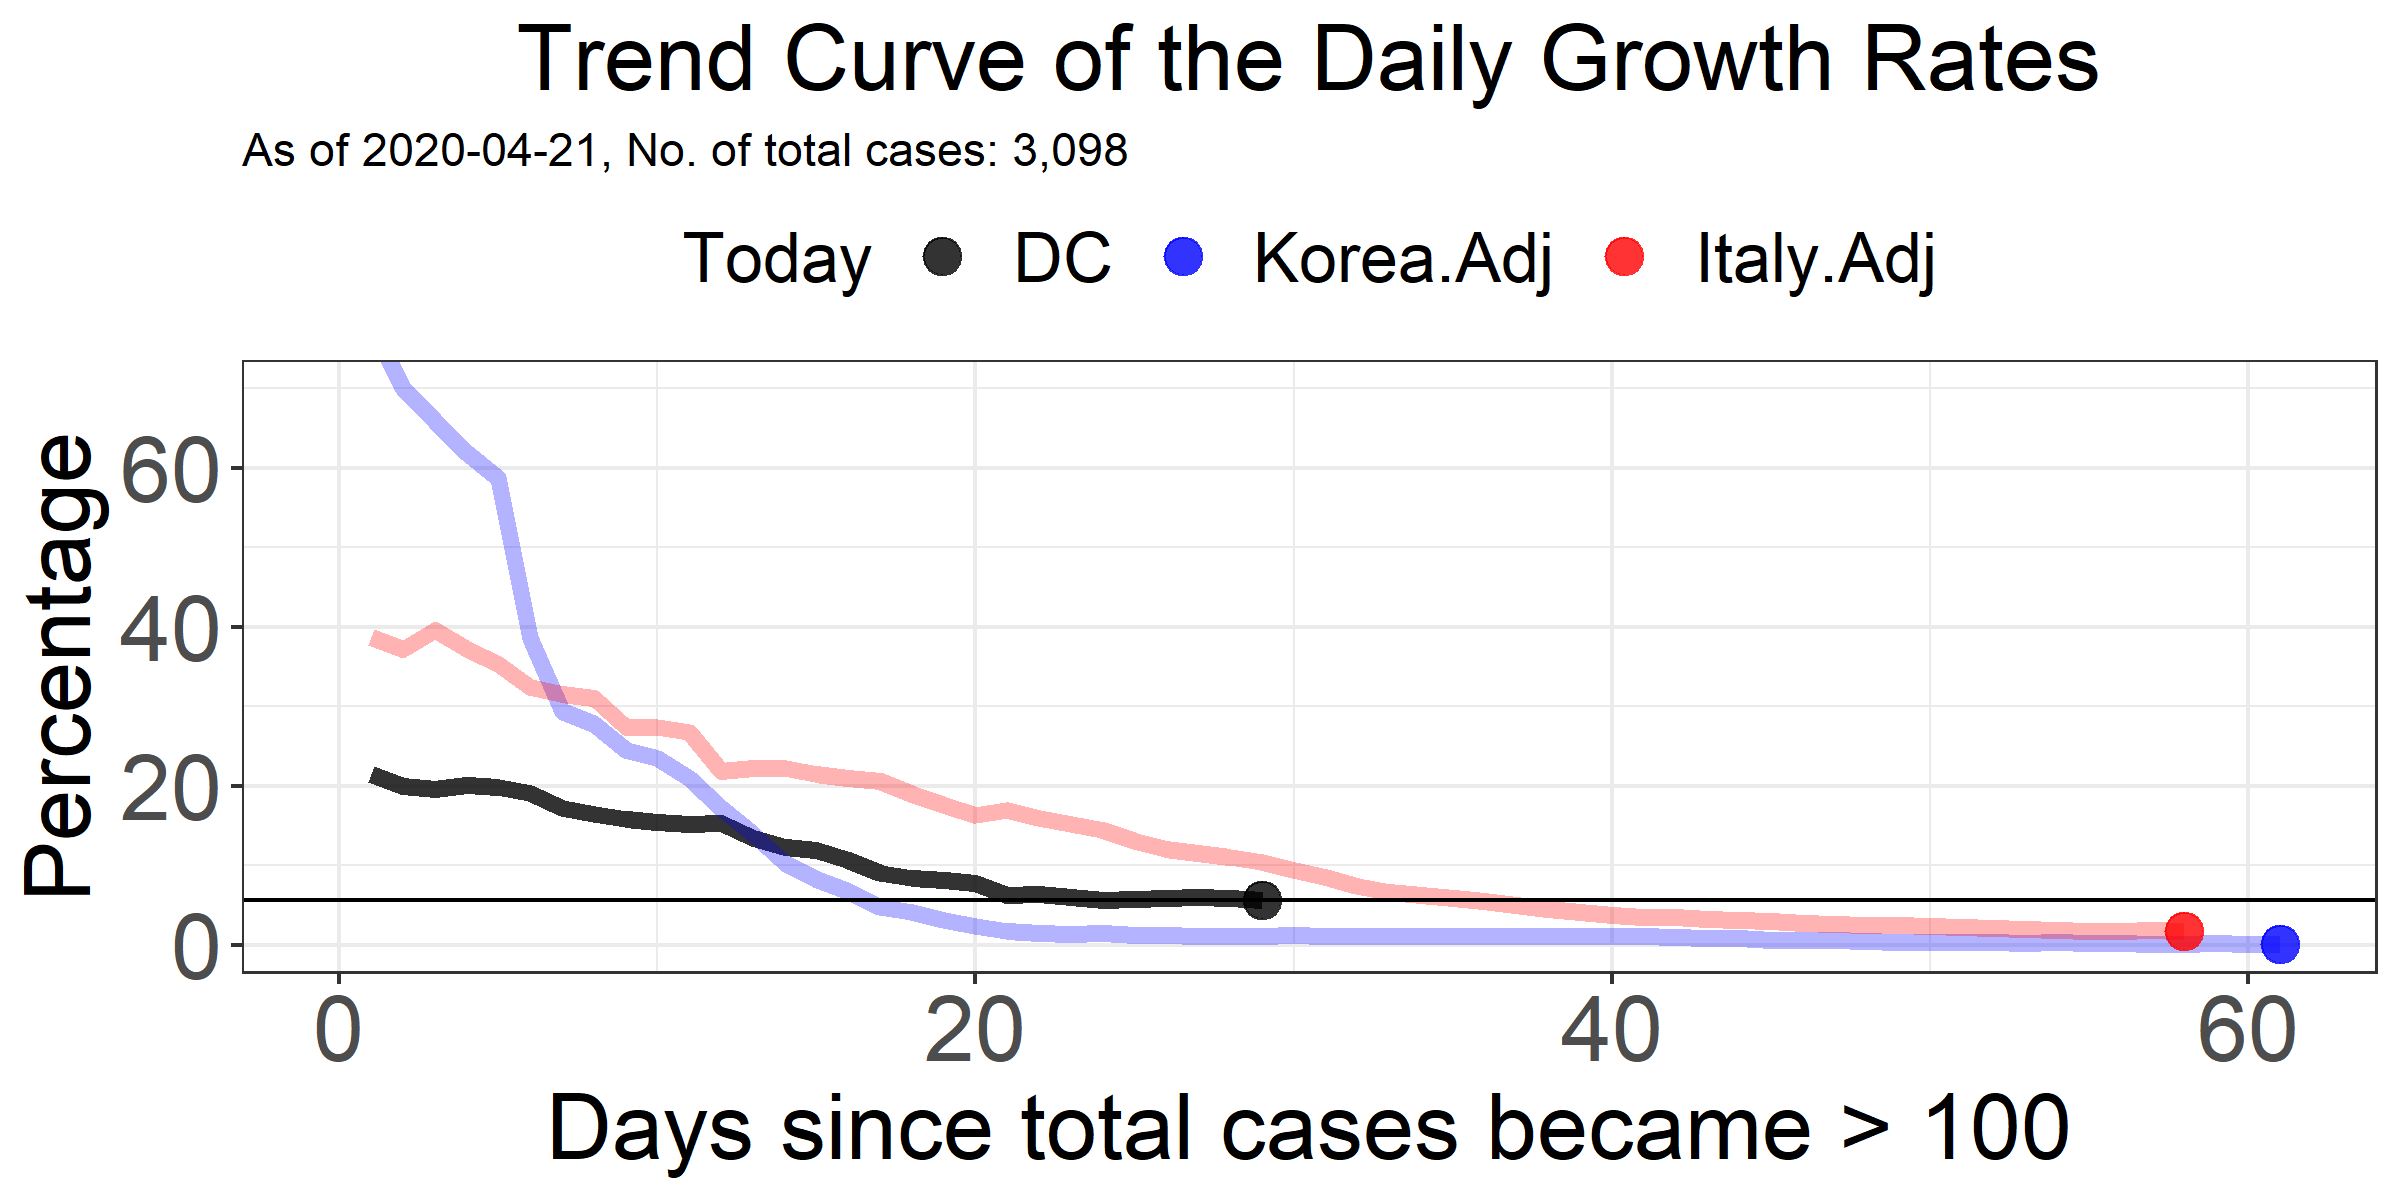 Trend Curve of the Daily Growth Rates
As of 2020-04-21, No. of total cases: 3,098
Today DC Korea.Adj Italy.Adj
Percentage
60
40
20
0
0 20 40 60
Days since total cases became > 100